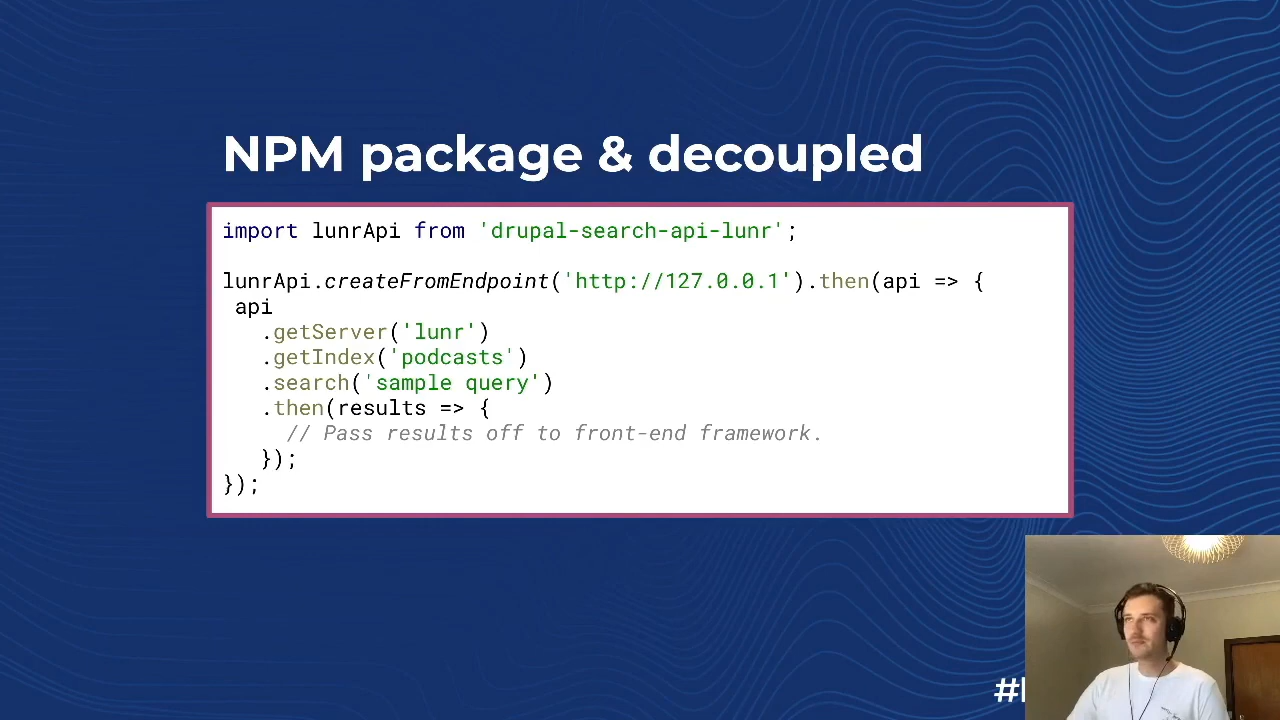 NPM package & decoupled
import lunrApi from 'drupal-search-api-lunr';
lunrApi.createFromEndpoint('http://127.0.0.1').then(api => {
 api
   .getServer('lunr')
   .getIndex('podcasts')
   .search('sample query')
   .then(results => {
     // Pass results off to front-end framework.
   });
});